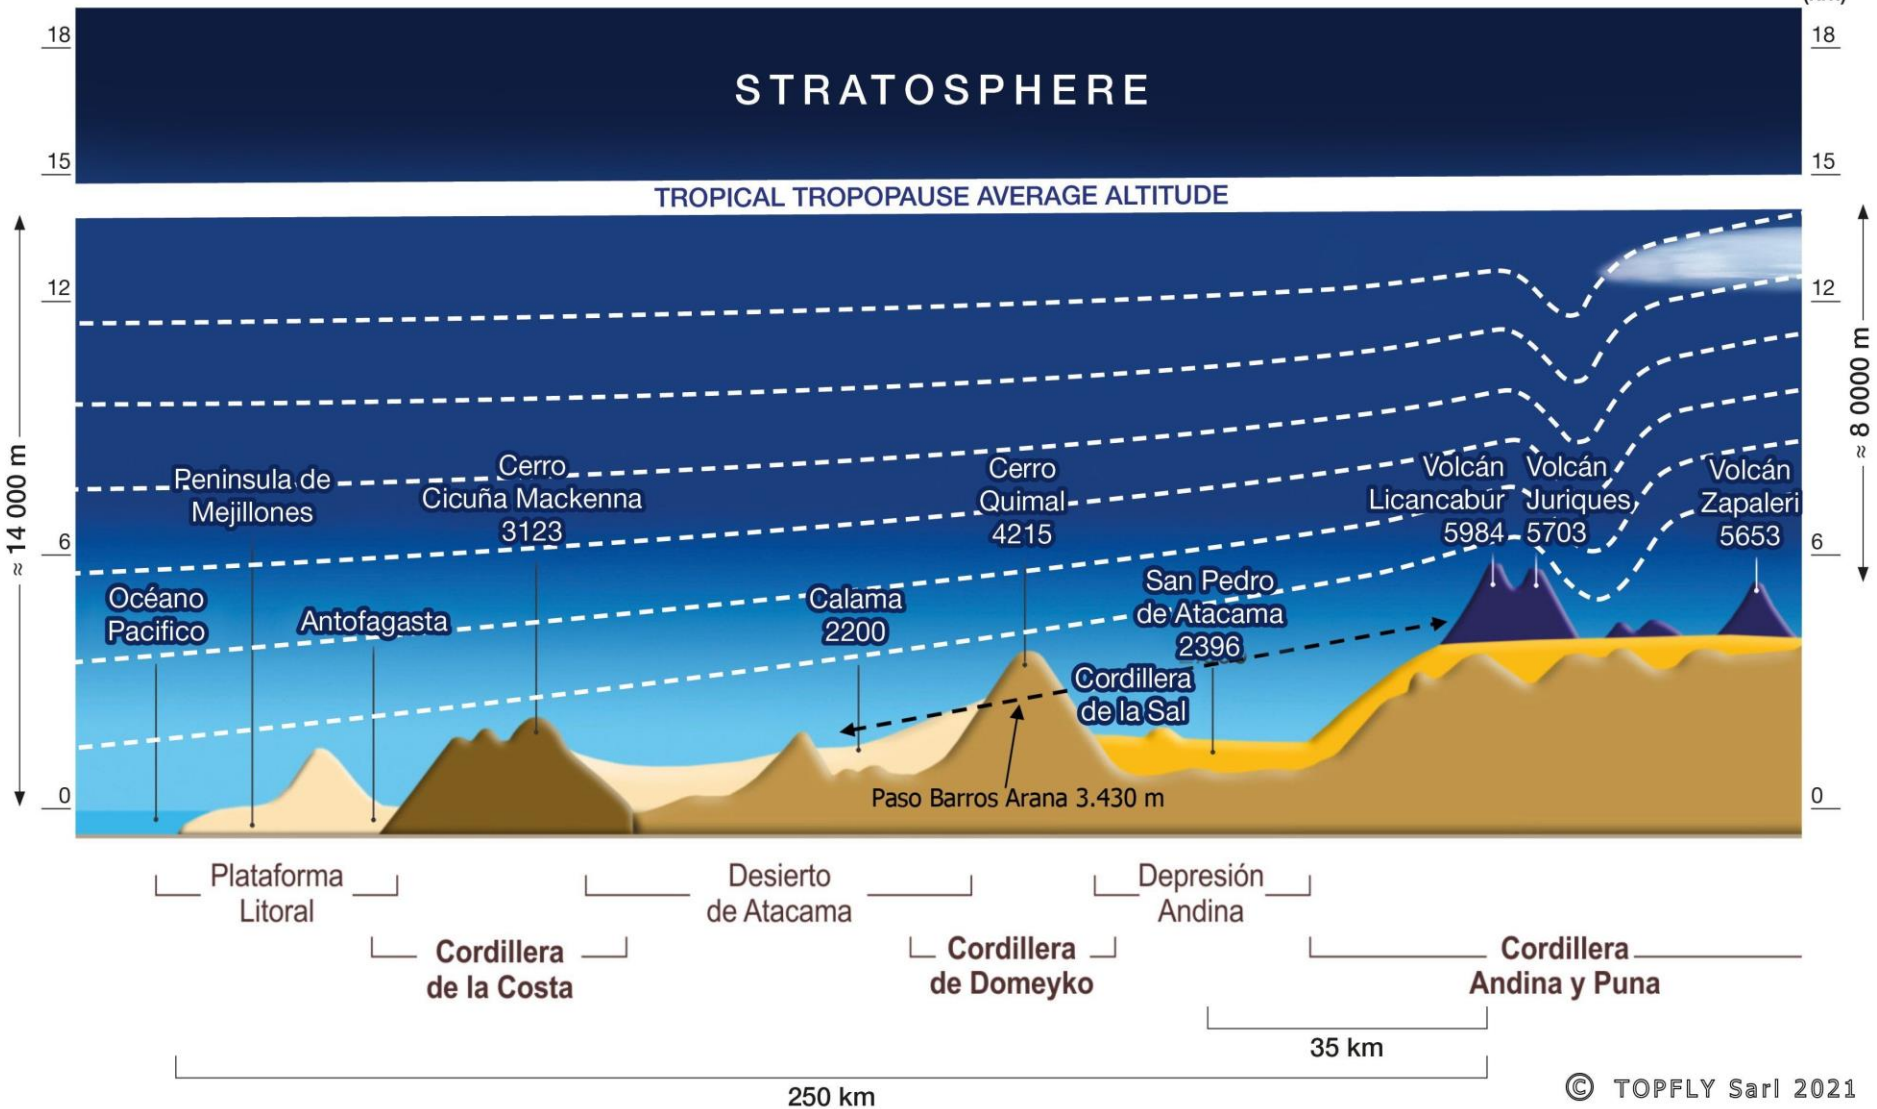 18
18
STRATOSPHERE
15
15
TROPICAL TROPOPAUSE AVERAGE ALTITUDE
12
12
≈ 14 000 m
≈ 8 0000 m
Peninsula de
Mejillones
Cerro
Cicuña Mackenna
3123
Cerro
Quimal
4215
Volcán
Licancabur
5984
Volcán
Juriques
5703
Volcán
Zapaleri
5653
6
6
Océano
Pacifico
Antofagasta
Calama
2200
San Pedro
de Atacama
2396
Cordillera
de la Sal
0
0
Paso Barros Arana 3.430 m
Plataforma
Litoral
Desierto
de Atacama
Depresión
Andina
Cordillera
de la Costa
Cordillera
de Domeyko
Cordillera
Andina y Puna
35 km
250 km
© TOPFLY Sarl 2021